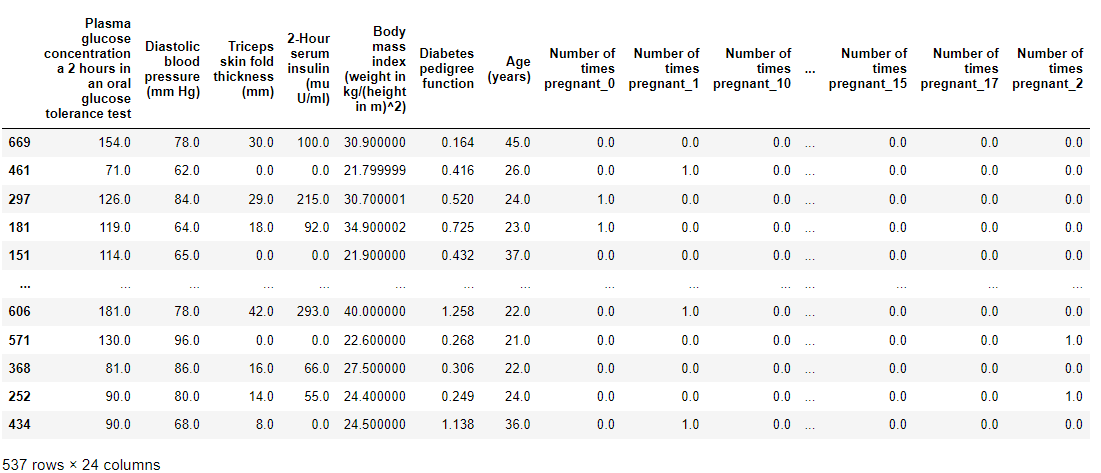 Plasma
glucose
concentration
a 2 hours in
an oral
glucose
tolerance test
Diastolic
blood
pressure
(mm Hg)
Triceps
skin fold
thickness
(mm)
2-Hour
serum
insulin
(mu
U/ml)
Body
mass
index
(weight in
kg/(height
in m)^2)
Diabetes
pedigree
function
Age
(years)
Number of
times
pregnant_0
Number of
times
pregnant_1
Number of
times
pregnant_10
...
Number of
times
pregnant_15
Number of
times
pregnant_17
Number of
times
pregnant_2
669 154.0 78.0 30.0 100.0 30.900000 0.164 45.0 0.0 0.0 0.0 ... 0.0 0.0 0.0
461 71.0 62.0 0.0 0.0 21.799999 0.416 26.0 0.0 1.0 0.0 ... 0.0 0.0 0.0
297 126.0 84.0 29.0 215.0 30.700001 0.520 24.0 1.0 0.0 0.0 ... 0.0 0.0 0.0
181 119.0 64.0 18.0 92.0 34.900002 0.725 23.0 1.0 0.0 0.0 ... 0.0 0.0 0.0
151 114.0 65.0 0.0 0.0 21.900000 0.432 37.0 0.0 0.0 0.0 ... 0.0 0.0 0.0
... ... ... ... ... ... ... ... ... ... ... ... ... ... ...
606 181.0 78.0 42.0 293.0 40.000000 1.258 22.0 0.0 1.0 0.0 ... 0.0 0.0 0.0
571 130.0 96.0 0.0 0.0 22.600000 0.268 21.0 0.0 0.0 0.0 ... 0.0 0.0 1.0
368 81.0 86.0 16.0 66.0 27.500000 0.306 22.0 0.0 0.0 0.0 ... 0.0 0.0 0.0
252 90.0 80.0 14.0 55.0 24.400000 0.249 24.0 0.0 0.0 0.0 ... 0.0 0.0 1.0
434 90.0 68.0 8.0 0.0 24.500000 1.138 36.0 0.0 1.0 0.0 ... 0.0 0.0 0.0
537 rows × 24 columns